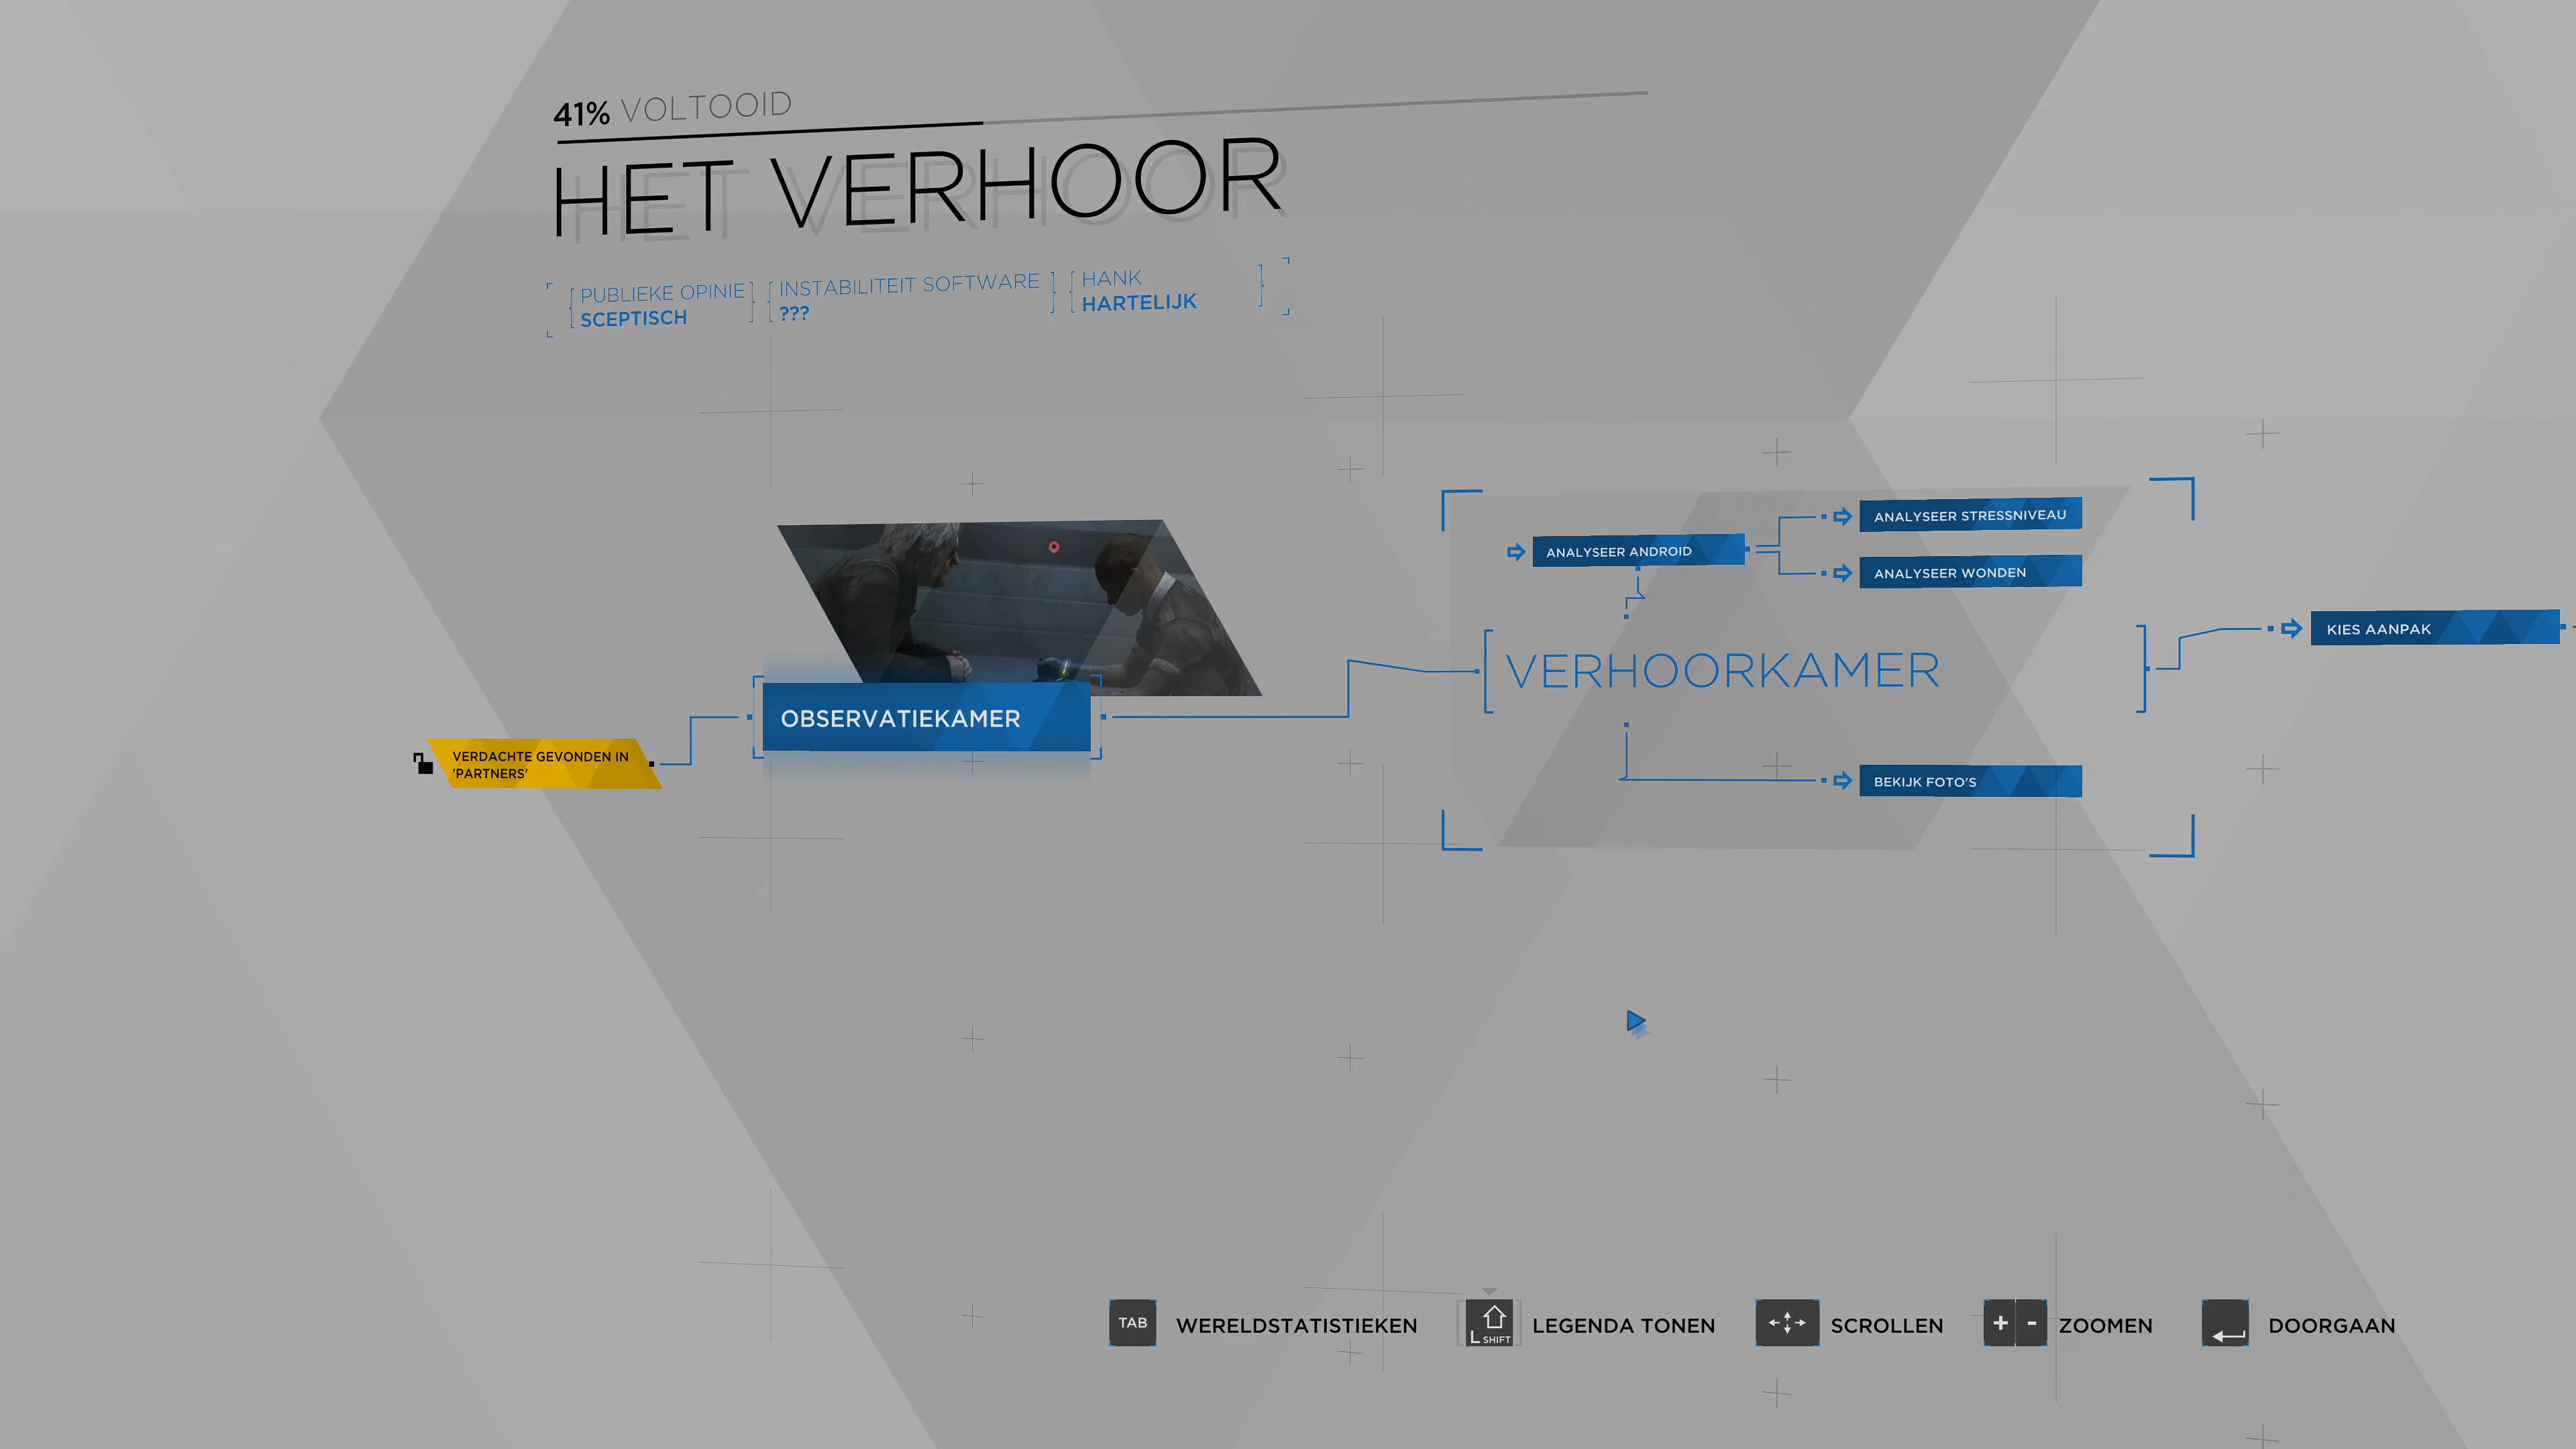 41% VOLTOOID
HET VERHOOR
PUBLIEKE OPINIE
SCEPTISCH
INSTABILITEIT SOFTWARE
???
HANK
HARTELIJK
ANALYSEER STRESSNIVEAU
ANALYSEER ANDROID
ANALYSEER WONDEN
KIES AANPAK
VERHOORKAMER
OBSERVATIEKAMER
VERDACHTE GEVONDEN IN
'PARTNERS'
BEKIJK FOTO'S
TAB WERELDSTATISTIEKEN
L SHIFT LEGENDA TONEN
SCROLLEN
+ - ZOOMEN
DOORGAAN